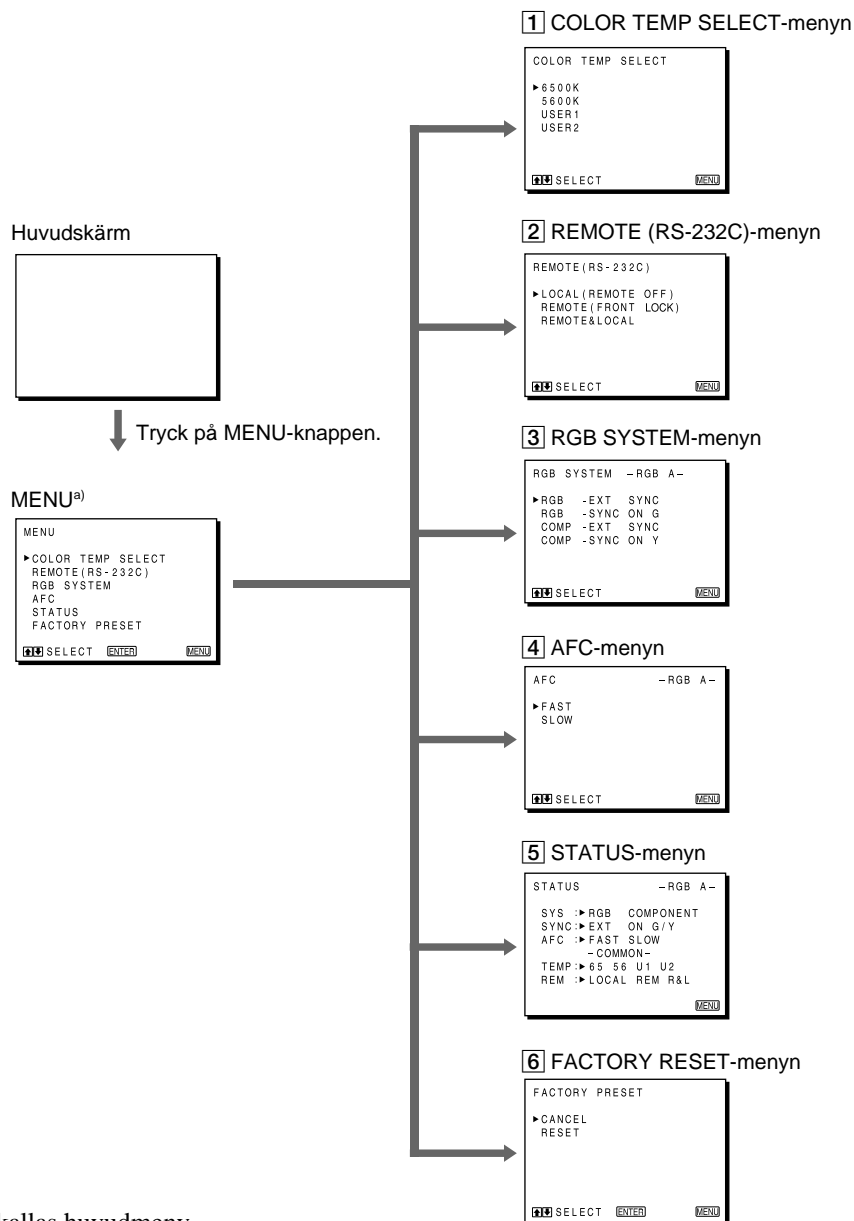 Huvudskärm
Tryck på MENU-knappen.
MENUa)
MENU
►COLOR TEMP SELECT
REMOTE(RS-232C)
RGB SYSTEM
AFC
STATUS
FACTORY PRESET
SELECT ENTER MENU
1 COLOR TEMP SELECT-menyn
COLOR TEMP SELECT
►6500K
5600K
USER1
USER2
SELECT MENU
2 REMOTE (RS-232C)-menyn
REMOTE(RS-232C)
►LOCAL(REMOTE OFF)
REMOTE(FRONT LOCK)
REMOTE&LOCAL
SELECT MENU
3 RGB SYSTEM-menyn
RGB SYSTEM –RGB A–
►RGB -EXT SYNC
RGB -SYNC ON G
COMP -EXT SYNC
COMP -SYNC ON Y
SELECT MENU
4 AFC-menyn
AFC –RGB A–
►FAST
SLOW
SELECT MENU
5 STATUS-menyn
STATUS –RGB A–
SYS :►RGB COMPONENT
SYNC:►EXT ON G/Y
AFC :►FAST SLOW
–COMMON–
TEMP:►65 56 U1 U2
REM :►LOCAL REM R&L
MENU
6 FACTORY RESET-menyn
FACTORY PRESET
►CANCEL
RESET
SELECT ENTER MENU